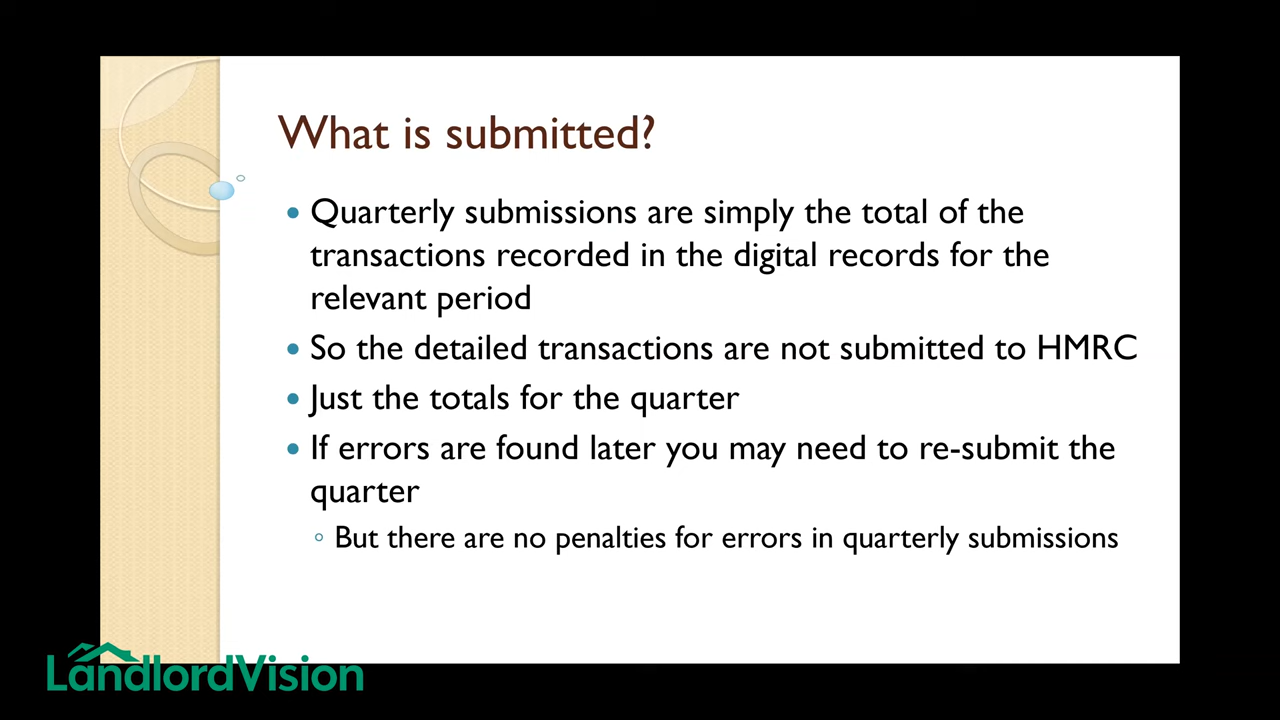 What is submitted?
• Quarterly submissions are simply the total of the
transactions recorded in the digital records for the
relevant period
• So the detailed transactions are not submitted to HMRC
• Just the totals for the quarter
• If errors are found later you may need to re-submit the
quarter
◦ But there are no penalties for errors in quarterly submissions
LandlordVision